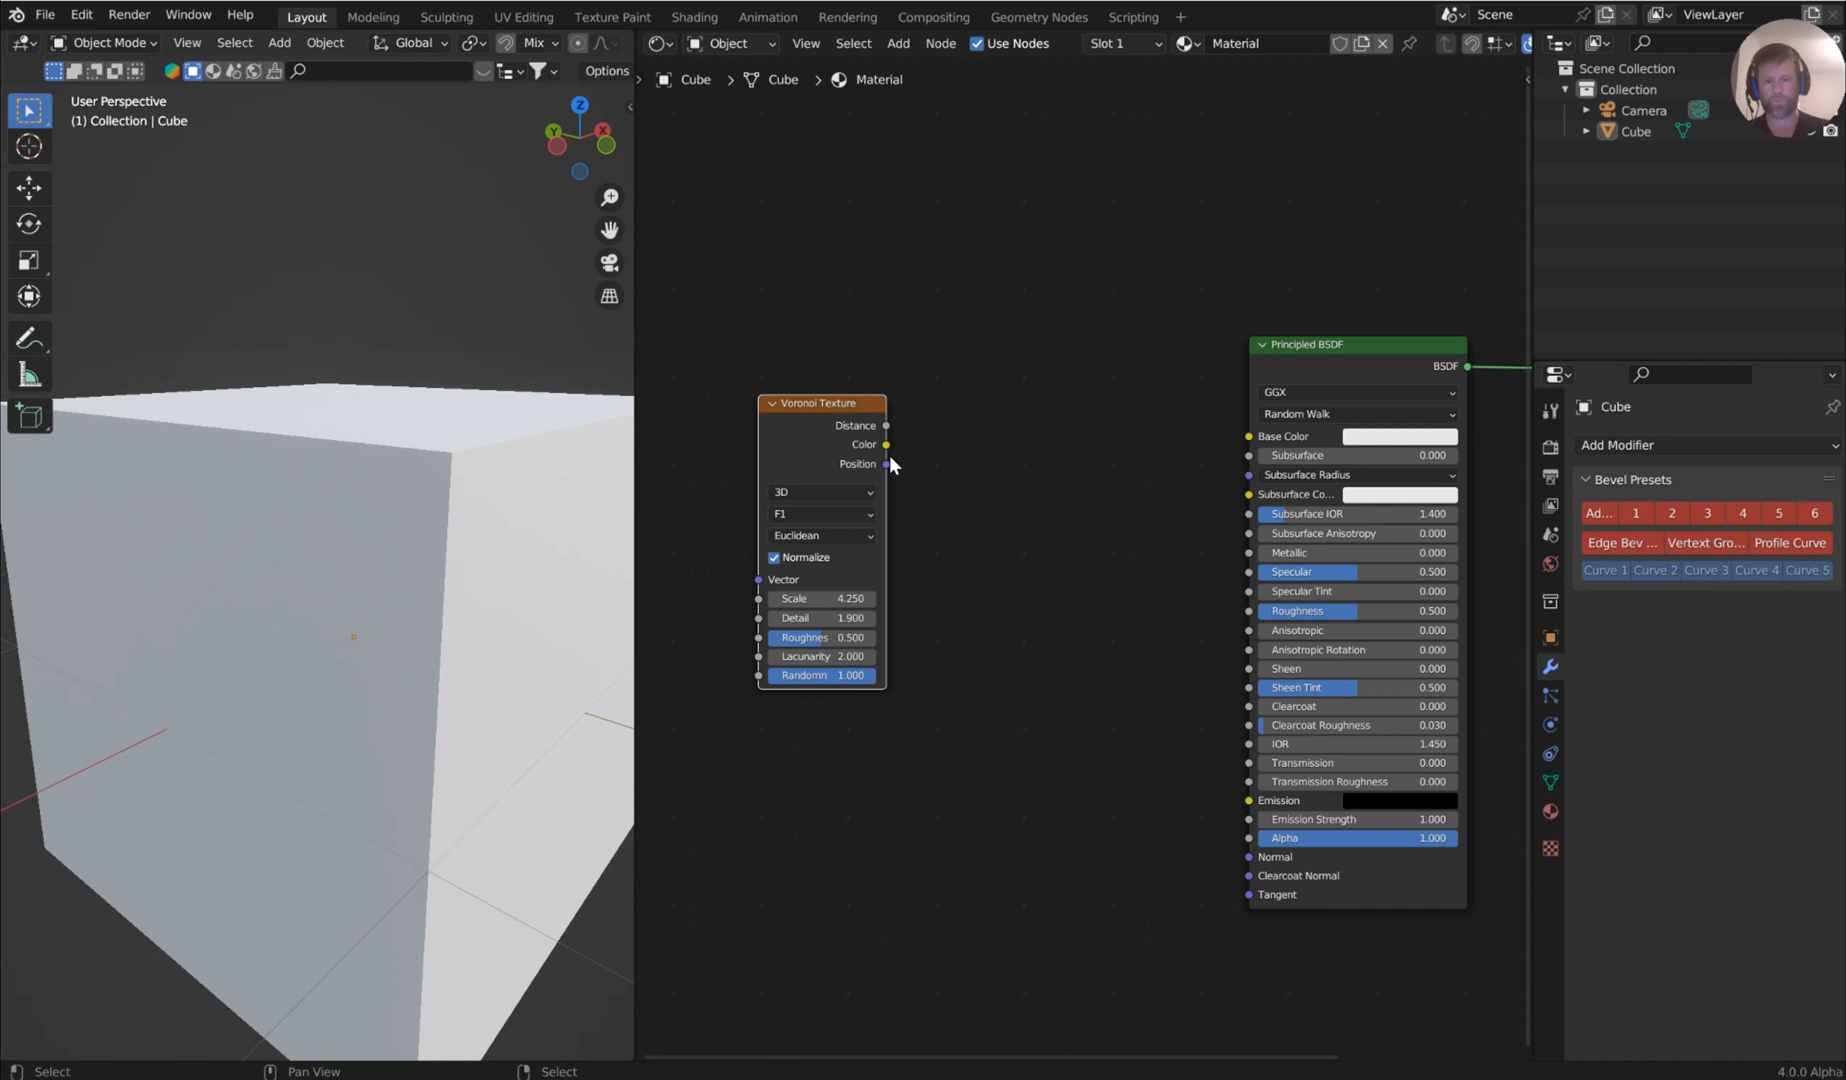 File Edit Render Window Help Layout Modeling Sculpting UV Editing Texture Paint Shading Animation Rendering Compositing Geometry Nodes Scripting + Scene ViewLayer
Object Mode View Select Add Object Global Mix
Options
User Perspective
(1) Collection | Cube
Z
Y
X
Object View Select Add Node Use Nodes Slot 1 Material
Cube > Cube > Material
Voronoi Texture
Distance
Color
Position
3D
F1
Euclidean
Normalize
Vector
Scale 4.250
Detail 1.900
Roughnes 0.500
Lacunarity 2.000
Randomn 1.000
Principled BSDF
BSDF
GGX
Random Walk
Base Color
Subsurface 0.000
Subsurface Radius
Subsurface Co...
Subsurface IOR 1.400
Subsurface Anisotropy 0.000
Metallic 0.000
Specular 0.500
Specular Tint 0.000
Roughness 0.500
Anisotropic 0.000
Anisotropic Rotation 0.000
Sheen 0.000
Sheen Tint 0.500
Clearcoat 0.000
Clearcoat Roughness 0.030
IOR 1.450
Transmission 0.000
Transmission Roughness 0.000
Emission
Emission Strength 1.000
Alpha 1.000
Normal
Clearcoat Normal
Tangent
Scene Collection
Collection
Camera
Cube
Cube
Add Modifier
Bevel Presets
Ad... 1 2 3 4 5 6
Edge Bev ... Vertext Gro... Profile Curve
Curve 1 Curve 2 Curve 3 Curve 4 Curve 5
Select Pan View Select 4.0.0 Alpha